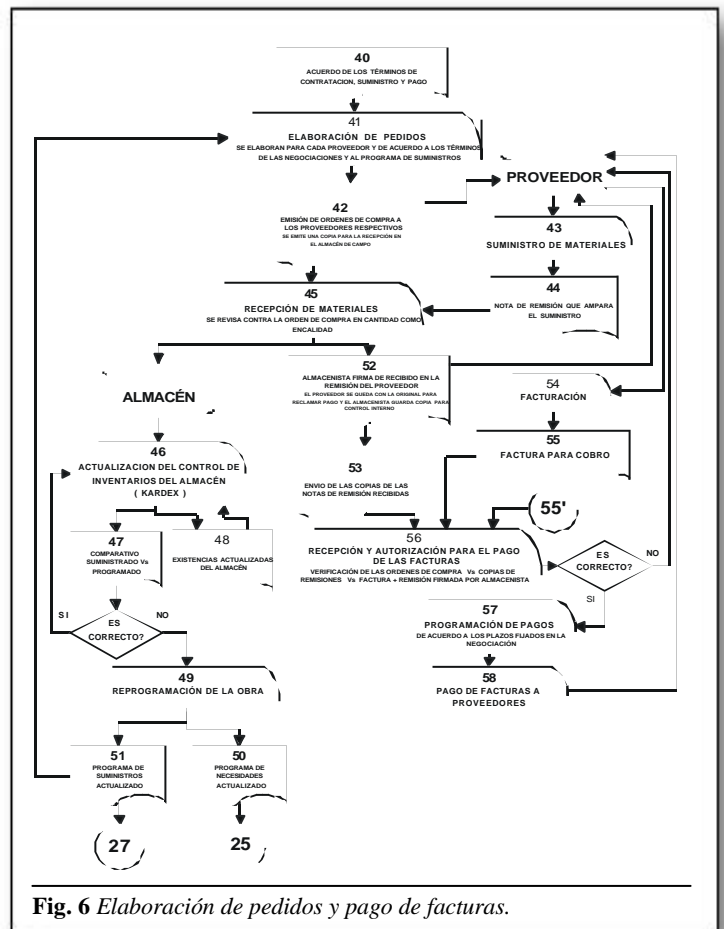 40
ACUERDO DE LOS TÉRMINOS DE
CONTRATACION, SUMINISTRO Y PAGO
41
ELABORACIÓN DE PEDIDOS
SE ELABORAN PARA CADA PROVEEDOR Y DE ACUERDO A LOS TÉRMINOS
DE LAS NEGOCIACIONES Y AL PROGRAMA DE SUMINISTROS
PROVEEDOR
42
EMISIÓN DE ORDENES DE COMPRA A
LOS PROVEEDORES RESPECTIVOS
SE EMITE UNA COPIA PARA LA RECEPCIÓN EN
EL ALMACÉN DE CAMPO
43
SUMINISTRO DE MATERIALES
44
NOTA DE REMISIÓN QUE AMPARA
EL SUMINISTRO
45
RECEPCIÓN DE MATERIALES
SE REVISA CONTRA LA ORDEN DE COMPRA EN CANTIDAD COMO
ENCALIDAD
52
ALMACENISTA FIRMA DE RECIBIDO EN LA
REMISIÓN DEL PROVEEDOR
EL PROVEEDOR SE QUEDA CON LA ORIGINAL PARA
RECLAMAR PAGO Y EL ALMACENISTA GUARDA COPIA PARA
CONTROL INTERNO
ALMACÉN
54
FACTURACIÓN
46
ACTUALIZACION DEL CONTROL DE
INVENTARIOS DEL ALMACÉN
( KARDEX )
53
ENVIO DE LAS COPIAS DE LAS
NOTAS DE REMISIÓN RECIBIDAS
55
FACTURA PARA COBRO
55'
47
COMPARATIVO
SUMINISTRADO Vs
PROGRAMADO
48
EXISTENCIAS ACTUALIZADAS
DEL ALMACÉN
56
RECEPCIÓN Y AUTORIZACIÓN PARA EL PAGO
DE LAS FACTURAS
VERIFICACIÓN DE LAS ORDENES DE COMPRA Vs COPIAS DE
REMISIONES Vs FACTURA + REMISIÓN FIRMADA POR ALMACENISTA
ES
CORRECTO?
NO
SI
SI
ES
CORRECTO?
NO
57
PROGRAMACIÓN DE PAGOS
DE ACUERDO A LOS PLAZOS FIJADOS EN LA
NEGOCIACIÓN
49
REPROGRAMACIÓN DE LA OBRA
58
PAGO DE FACTURAS A
PROVEEDORES
51
PROGRAMA DE
SUMINISTROS
ACTUALIZADO
50
PROGRAMA DE
NECESIDADES
ACTUALIZADO
27
25
Fig. 6 Elaboración de pedidos y pago de facturas.